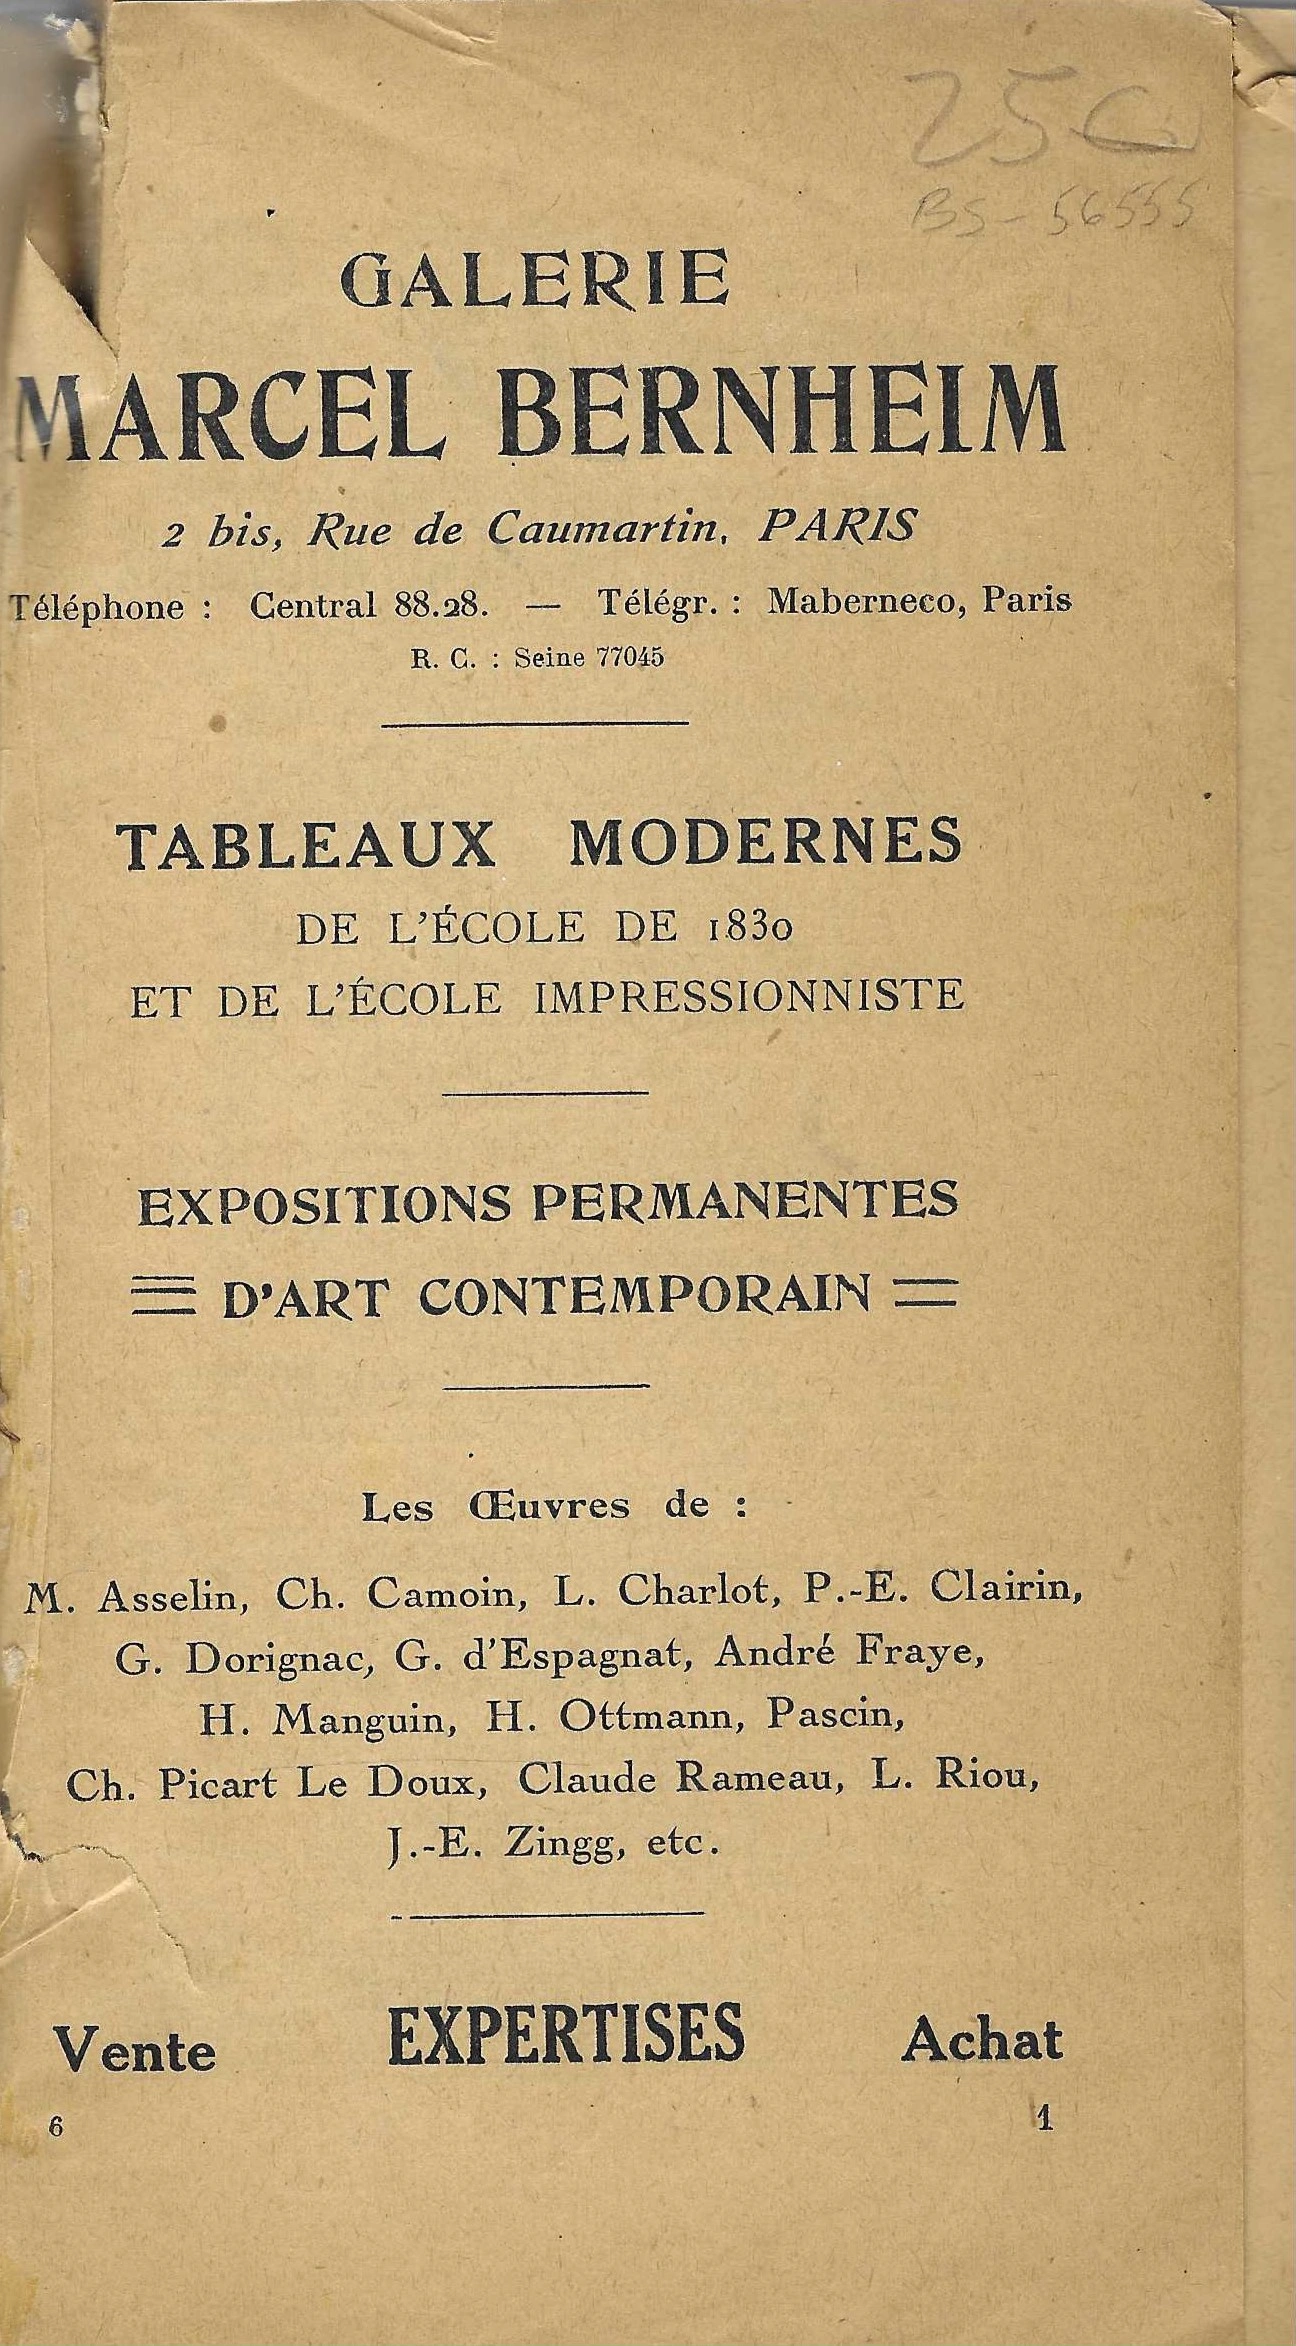 25
BS-56555
GALERIE
MARCEL BERNHEIM
2 bis, Rue de Caumartin, PARIS
Téléphone : Central 88.28. — Télégr. : Maberneco, Paris
R. C. : Seine 77045
TABLEAUX MODERNES
DE L'ÉCOLE DE 1830
ET DE L'ÉCOLE IMPRESSIONNISTE
EXPOSITIONS PERMANENTES
D'ART CONTEMPORAIN
Les Œuvres de :
M. Asselin, Ch. Camoin, L. Charlot, P.-E. Clairin,
G. Dorignac, G. d'Espagnat, André Fraye,
H. Manguin, H. Ottmann, Pascin,
Ch. Picart Le Doux, Claude Rameau, L. Riou,
J.-E. Zingg, etc.
Vente EXPERTISES Achat
6 1